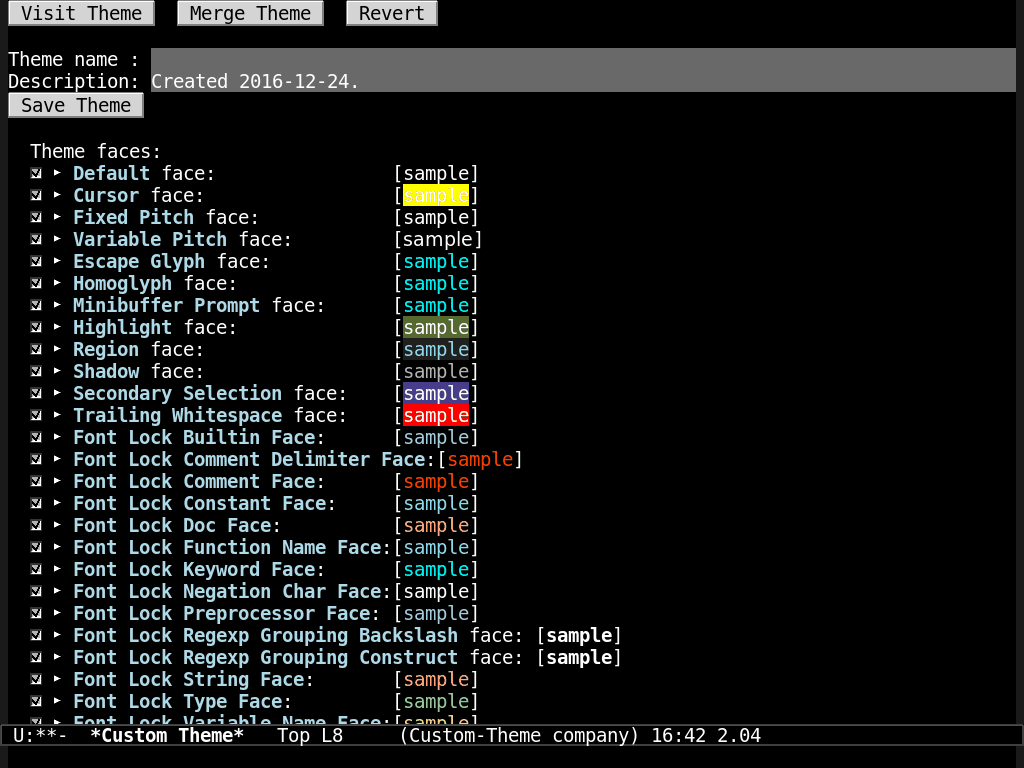 Visit Theme Merge Theme Revert
Theme name :
Description: Created 2016-12-24.
Save Theme
Theme faces:
Default face: [sample]
Cursor face: [sample]
Fixed Pitch face: [sample]
Variable Pitch face: [sample]
Escape Glyph face: [sample]
Homoglyph face: [sample]
Minibuffer Prompt face: [sample]
Highlight face: [sample]
Region face: [sample]
Shadow face: [sample]
Secondary Selection face: [sample]
Trailing Whitespace face: [sample]
Font Lock Builtin Face: [sample]
Font Lock Comment Delimiter Face:[sample]
Font Lock Comment Face: [sample]
Font Lock Constant Face: [sample]
Font Lock Doc Face: [sample]
Font Lock Function Name Face:[sample]
Font Lock Keyword Face: [sample]
Font Lock Negation Char Face:[sample]
Font Lock Preprocessor Face: [sample]
Font Lock Regexp Grouping Backslash face: [sample]
Font Lock Regexp Grouping Construct face: [sample]
Font Lock String Face: [sample]
Font Lock Type Face: [sample]
Font Lock Variable Name Face:[sample]
U:**- *Custom Theme* Top L8 (Custom-Theme company) 16:42 2.04